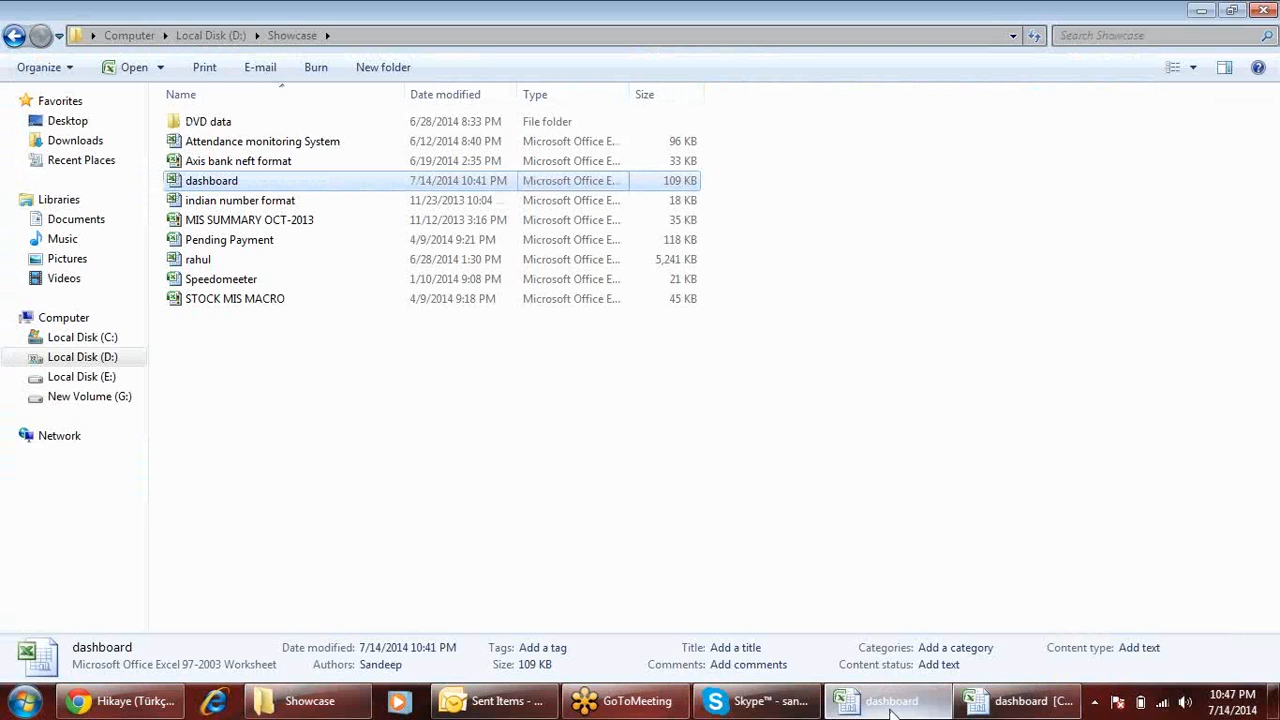 Computer Local Disk (D:) Showcase Search Showcase
Organize Open Print E-mail Burn New folder
Name Date modified Type Size
Favorites
Desktop
Downloads
Recent Places
Libraries
Documents
Music
Pictures
Videos
Computer
Local Disk (C:)
Local Disk (D:)
Local Disk (E:)
New Volume (G:)
Network
DVD data 6/28/2014 8:33 PM File folder
Attendance monitoring System 6/12/2014 8:40 PM Microsoft Office E... 96 KB
Axis bank neft format 6/19/2014 2:35 PM Microsoft Office E... 33 KB
dashboard 7/14/2014 10:41 PM Microsoft Office E... 109 KB
indian number format 11/23/2013 10:04 ... Microsoft Office E... 18 KB
MIS SUMMARY OCT-2013 11/12/2013 3:16 PM Microsoft Office E... 35 KB
Pending Payment 4/9/2014 9:21 PM Microsoft Office E... 118 KB
rahul 6/28/2014 1:30 PM Microsoft Office E... 5,241 KB
Speedomeeter 1/10/2014 9:08 PM Microsoft Office E... 21 KB
STOCK MIS MACRO 4/9/2014 9:18 PM Microsoft Office E... 45 KB
dashboard Date modified: 7/14/2014 10:41 PM Tags: Add a tag Title: Add a title Categories: Add a category Content type: Add text
Microsoft Office Excel 97-2003 Worksheet Authors: Sandeep Size: 109 KB Comments: Add comments Content status: Add text
Hikaye (Türkç... Showcase Sent Items - ... GoToMeeting Skype™ - san... dashboard dashboard [C... 10:47 PM
7/14/2014